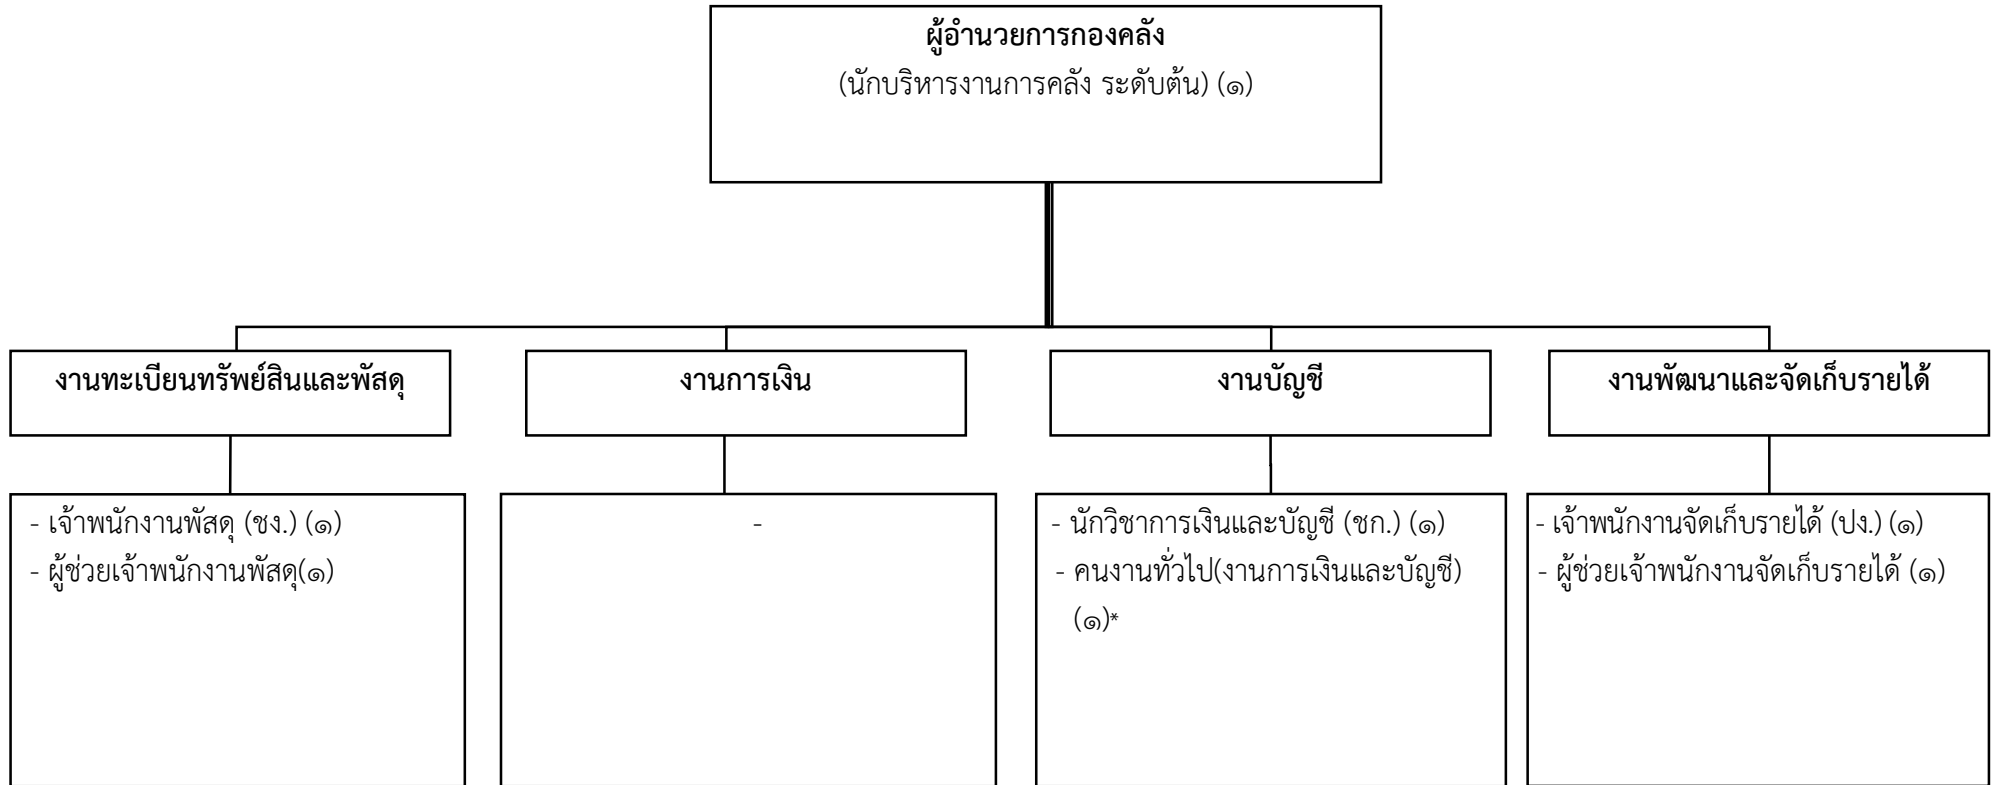 ผู้อำนวยการกองคลัง
(นักบริหารงานการคลัง ระดับต้น) (๑)
งานทะเบียนทรัพย์สินและพัสดุ
งานการเงิน
งานบัญชี
งานพัฒนาและจัดเก็บรายได้
- เจ้าพนักงานพัสดุ (ชง.) (๑)
- ผู้ช่วยเจ้าพนักงานพัสดุ(๑)
-
- นักวิชาการเงินและบัญชี (ชก.) (๑)
- คนงานทั่วไป(งานการเงินและบัญชี)
(๑)*
- เจ้าพนักงานจัดเก็บรายได้ (ปง.) (๑)
- ผู้ช่วยเจ้าพนักงานจัดเก็บรายได้ (๑)